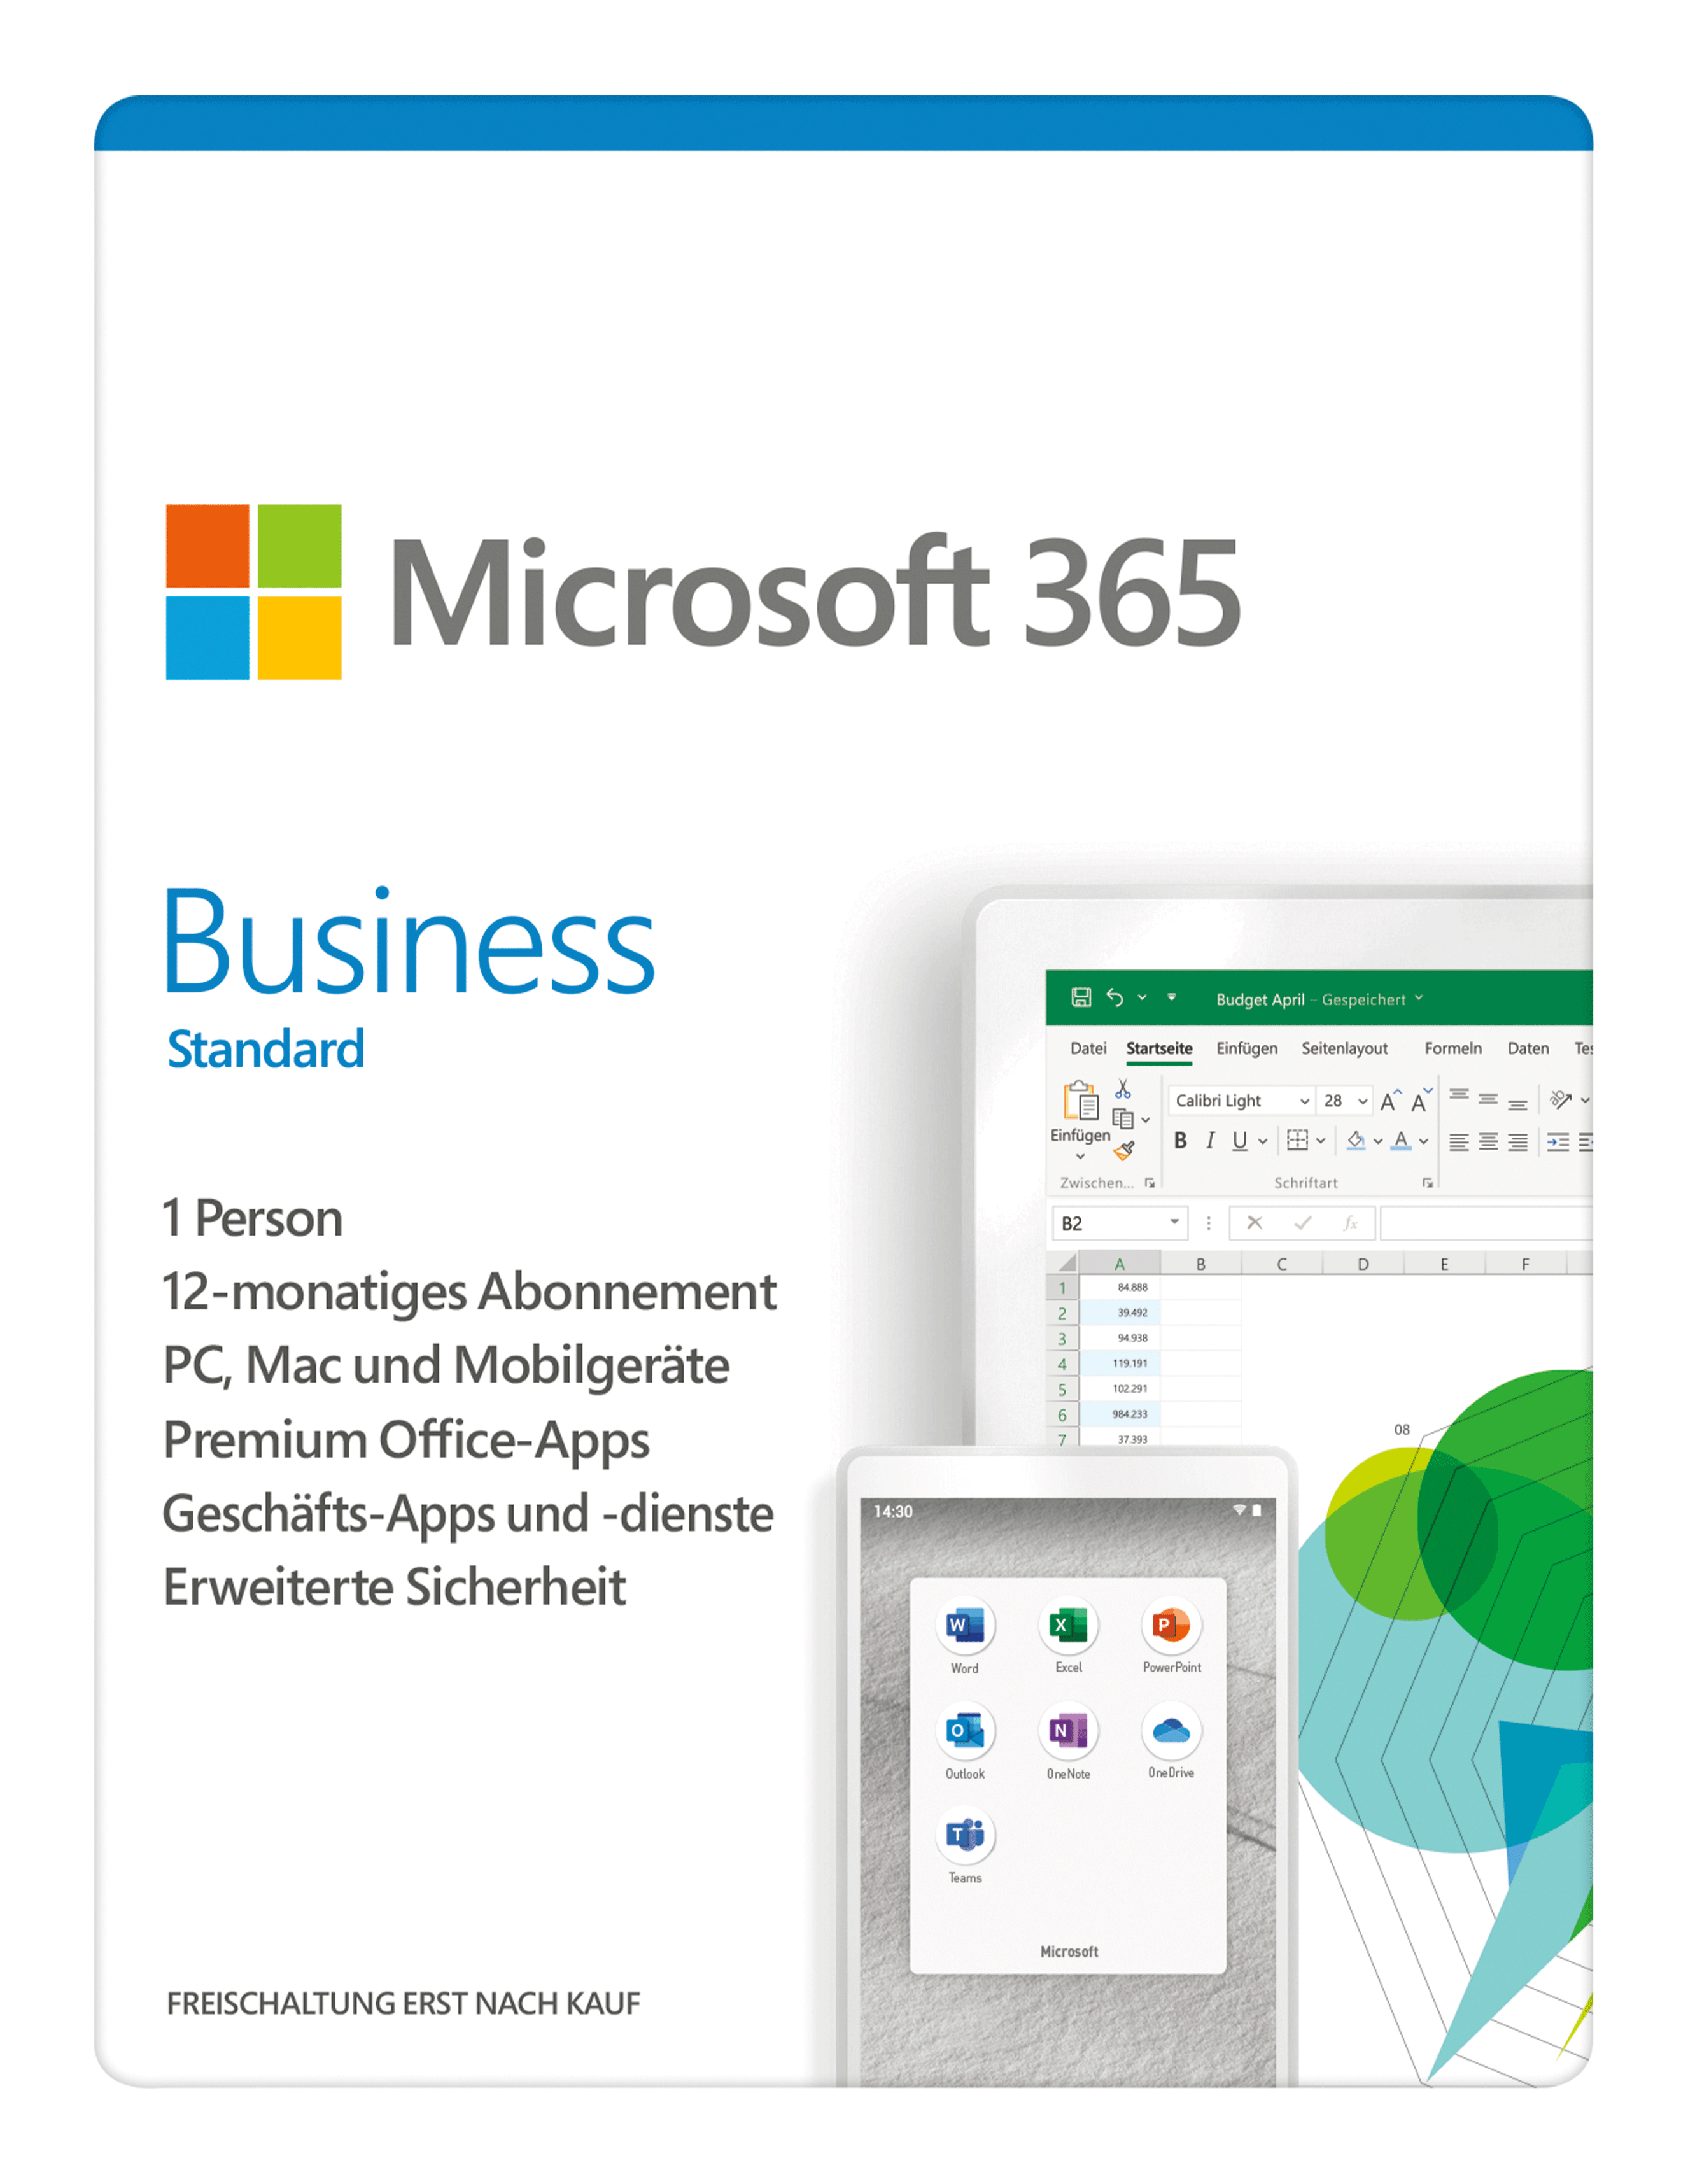 Microsoft 365
Business
Standard
1 Person
12-monatiges Abonnement
PC, Mac und Mobilgeräte
Premium Office-Apps
Geschäfts-Apps und -dienste
Erweiterte Sicherheit
FREISCHALTUNG ERST NACH KAUF
Budget April – Gespeichert
Datei Startseite Einfügen Seitenlayout Formeln Daten
Calibri Light 28 A A
Einfügen B I U A
Zwischen... Schriftart
B2 fx
A B C D E F
1 84.888
2 39.492
3 94.938
4 119.191
5 102.291
6 984.233
7 37.393
08
14:30
W X P
Word Excel PowerPoint
O N
Outlook OneNote OneDrive
T
Teams
Microsoft